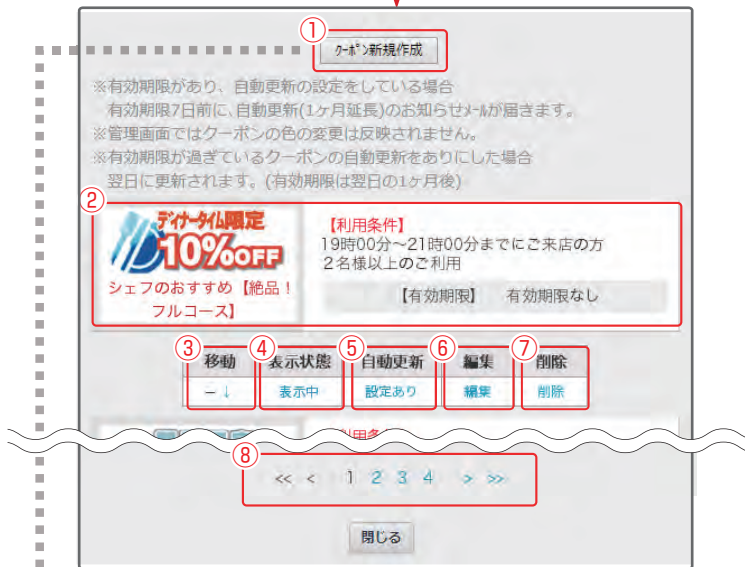 ①
クーポン新規作成
※有効期限があり、自動更新の設定をしている場合
有効期限7日前に、自動更新(1ヶ月延長)のお知らせメールが届きます。
※管理画面ではクーポンの色の変更は反映されません。
※有効期限が過ぎているクーポンの自動更新をありにした場合
翌日に更新されます。(有効期限は翌日の1ヶ月後)
②
ディナータイム限定
10%OFF
シェフのおすすめ【絶品！
フルコース】
【利用条件】
19時00分～21時00分までにご来店の方
２名様以上のご利用
【有効期限】 有効期限なし
③ 移動 ④ 表示状態 ⑤ 自動更新 ⑥ 編集 ⑦ 削除
－ ↓ 表示中 設定あり 編集 削除
利用条
⑧
<< < 1 2 3 4 > >>
閉じる